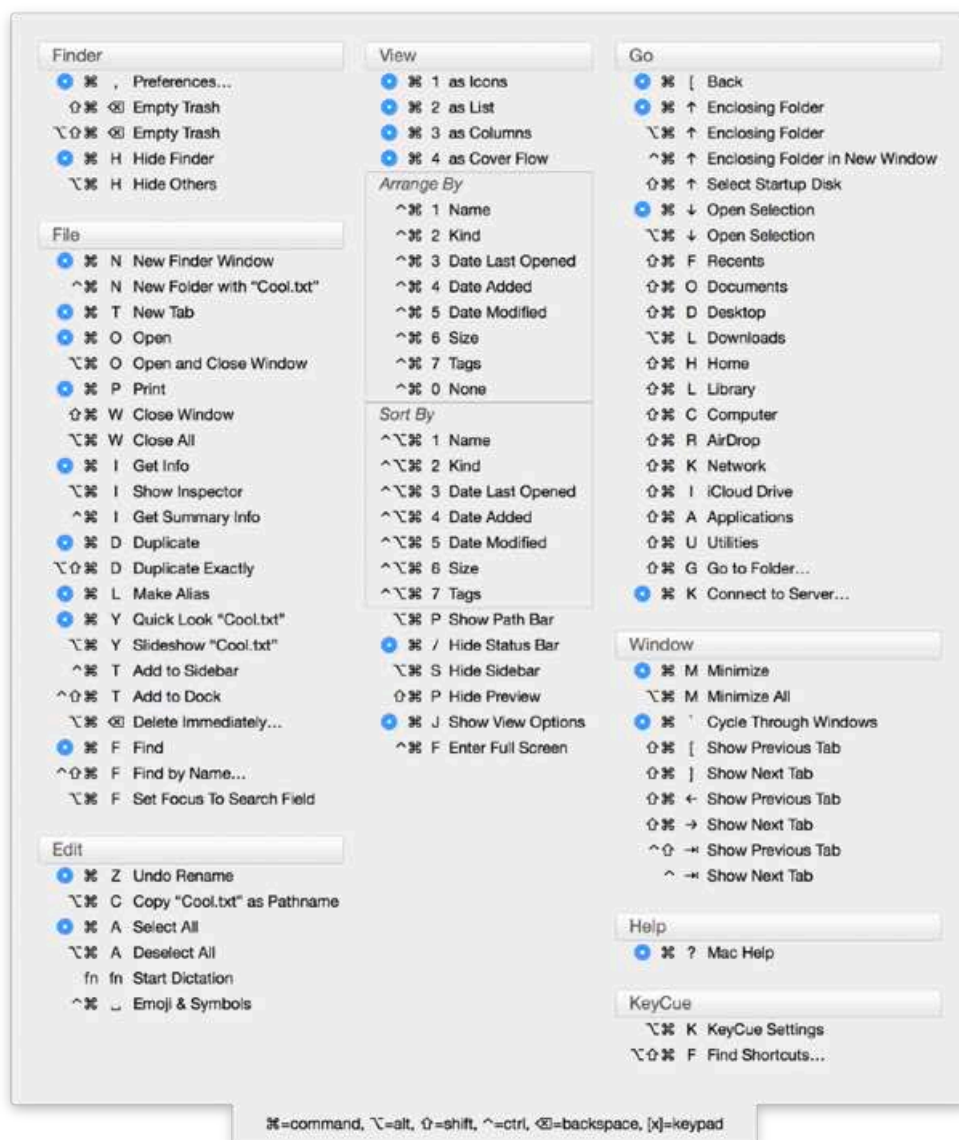 Finder
⌘ , Preferences...
⇧⌘ ⌫ Empty Trash
⌥⇧⌘ ⌫ Empty Trash
⌘ H Hide Finder
⌥⌘ H Hide Others
File
⌘ N New Finder Window
^⌘ N New Folder with "Cool.txt"
⌘ T New Tab
⌘ O Open
⌥⌘ O Open and Close Window
⌘ P Print
⇧⌘ W Close Window
⌥⌘ W Close All
⌘ I Get Info
⌥⌘ I Show Inspector
^⌘ I Get Summary Info
⌘ D Duplicate
⌥⇧⌘ D Duplicate Exactly
⌘ L Make Alias
⌘ Y Quick Look "Cool.txt"
⌥⌘ Y Slideshow "Cool.txt"
^⌘ T Add to Sidebar
^⇧⌘ T Add to Dock
⌥⌘ ⌫ Delete Immediately...
⌘ F Find
^⇧⌘ F Find by Name...
⌥⌘ F Set Focus To Search Field
Edit
⌘ Z Undo Rename
⌥⌘ C Copy "Cool.txt" as Pathname
⌘ A Select All
⌥⌘ A Deselect All
fn fn Start Dictation
^⌘ ␣ Emoji & Symbols
View
⌘ 1 as Icons
⌘ 2 as List
⌘ 3 as Columns
⌘ 4 as Cover Flow
Arrange By
^⌘ 1 Name
^⌘ 2 Kind
^⌘ 3 Date Last Opened
^⌘ 4 Date Added
^⌘ 5 Date Modified
^⌘ 6 Size
^⌘ 7 Tags
^⌘ 0 None
Sort By
^⌥⌘ 1 Name
^⌥⌘ 2 Kind
^⌥⌘ 3 Date Last Opened
^⌥⌘ 4 Date Added
^⌥⌘ 5 Date Modified
^⌥⌘ 6 Size
^⌥⌘ 7 Tags
⌥⌘ P Show Path Bar
⌘ / Hide Status Bar
⌥⌘ S Hide Sidebar
⇧⌘ P Hide Preview
⌘ J Show View Options
^⌘ F Enter Full Screen
Go
⌘ [ Back
⌘ ↑ Enclosing Folder
⌥⌘ ↑ Enclosing Folder
^⌘ ↑ Enclosing Folder in New Window
⇧⌘ ↑ Select Startup Disk
⌘ ↓ Open Selection
⌥⌘ ↓ Open Selection
⇧⌘ F Recents
⇧⌘ O Documents
⇧⌘ D Desktop
⌥⌘ L Downloads
⇧⌘ H Home
⇧⌘ L Library
⇧⌘ C Computer
⇧⌘ R AirDrop
⇧⌘ K Network
⇧⌘ I iCloud Drive
⇧⌘ A Applications
⇧⌘ U Utilities
⇧⌘ G Go to Folder...
⌘ K Connect to Server...
Window
⌘ M Minimize
⌥⌘ M Minimize All
⌘ ` Cycle Through Windows
⇧⌘ [ Show Previous Tab
⇧⌘ ] Show Next Tab
⇧⌘ ← Show Previous Tab
⇧⌘ → Show Next Tab
^⇧ ⇥ Show Previous Tab
^ ⇥ Show Next Tab
Help
⌘ ? Mac Help
KeyCue
⌥⌘ K KeyCue Settings
⌥⇧⌘ F Find Shortcuts...
⌘=command, ⌥=alt, ⇧=shift, ^=ctrl, ⌫=backspace, [x]=keypad